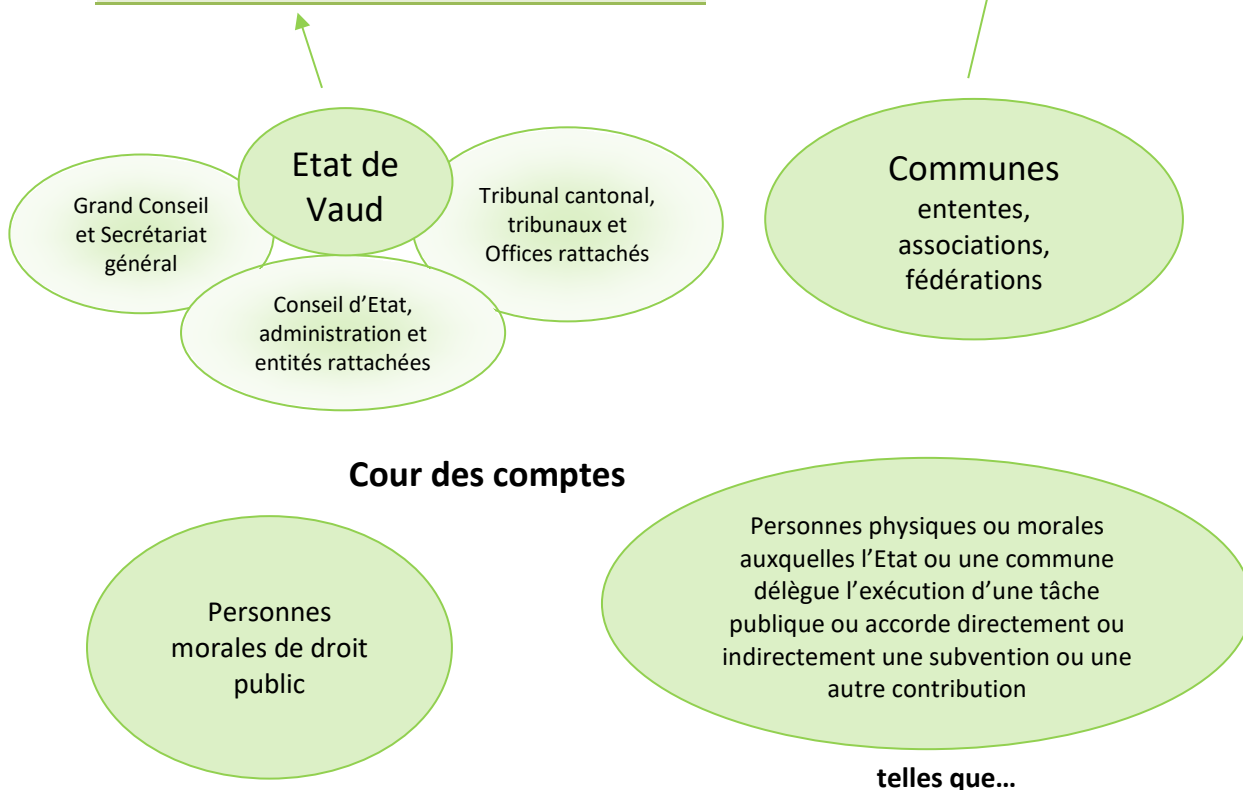 Etat de
Vaud
Grand Conseil
et Secrétariat
général
Tribunal cantonal,
tribunaux et
Offices rattachés
Conseil d’Etat,
administration et
entités rattachées
Communes
ententes,
associations,
fédérations
Cour des comptes
Personnes
morales de droit
public
Personnes physiques ou morales
auxquelles l’Etat ou une commune
délègue l’exécution d’une tâche
publique ou accorde directement ou
indirectement une subvention ou une
autre contribution
telles que…